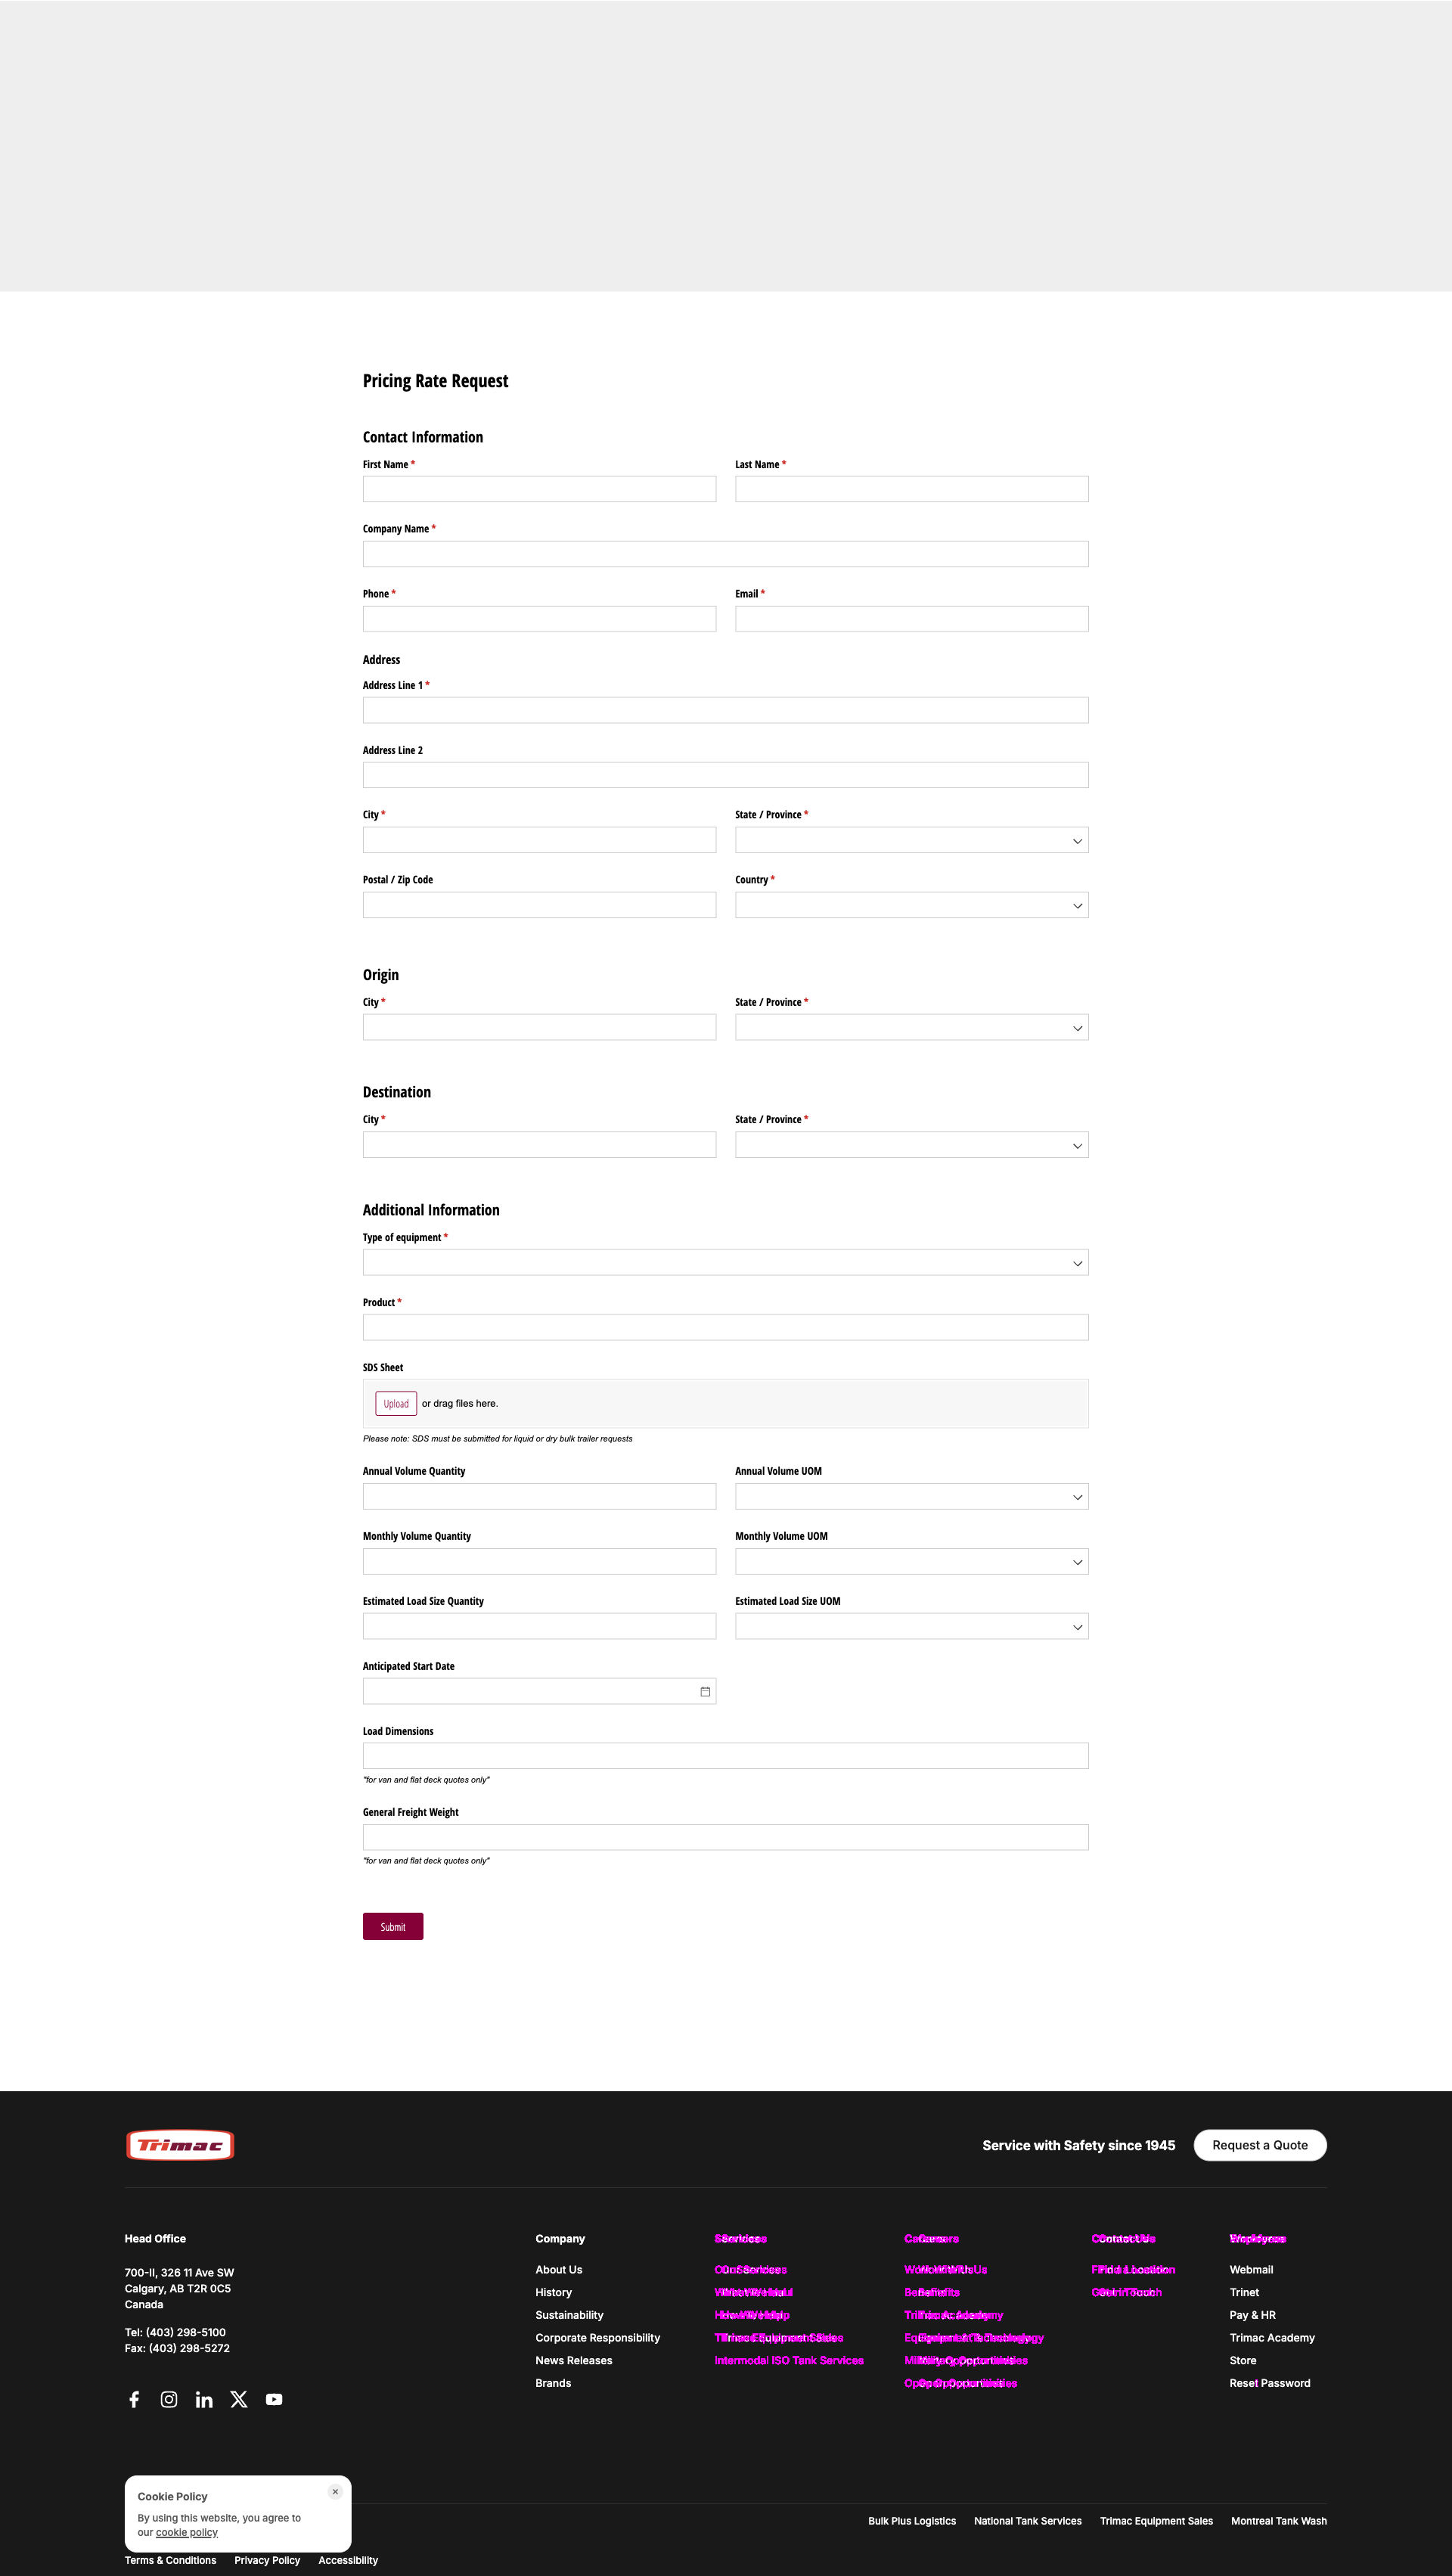 Pricing Rate Request
Contact Information
First Name *
Last Name *
Company Name *
Phone *
Email *
Address
Address Line 1 *
Address Line 2
City *
State / Province *
Postal / Zip Code
Country *
Origin
City *
State / Province *
Destination
City *
State / Province *
Additional Information
Type of equipment *
Product *
SDS Sheet
Upload or drag files here.
Please note: SDS must be submitted for liquid or dry bulk trailer requests
Annual Volume Quantity
Annual Volume UOM
Monthly Volume Quantity
Monthly Volume UOM
Estimated Load Size Quantity
Estimated Load Size UOM
Anticipated Start Date
Load Dimensions
"for van and flat deck quotes only"
General Freight Weight
"for van and flat deck quotes only"
Submit
Trimac
Service with Safety since 1945
Request a Quote
Head Office
700-II, 326 11 Ave SW
Calgary, AB T2R 0C5
Canada
Tel: (403) 298-5100
Fax: (403) 298-5272
Company
About Us
History
Sustainability
Corporate Responsibility
News Releases
Brands
Services
Our Services
What We Haul
How We Help
Trimac Equipment Sales
Intermodal ISO Tank Services
Careers
Work With Us
Benefits
Trimac Academy
Equipment & Technology
Military Opportunities
Open Opportunities
Contact Us
Find a Location
Get In Touch
Webmail
Trinet
Pay & HR
Trimac Academy
Store
Reset Password
Cookie Policy
By using this website, you agree to
our cookie policy
Bulk Plus Logistics
National Tank Services
Trimac Equipment Sales
Montreal Tank Wash
Terms & Conditions
Privacy Policy
Accessibility